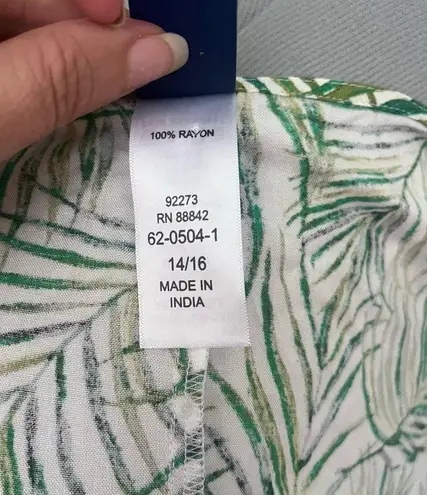 100% RAYON
92273
RN 88842
62-0504-1
14/16
MADE IN
INDIA